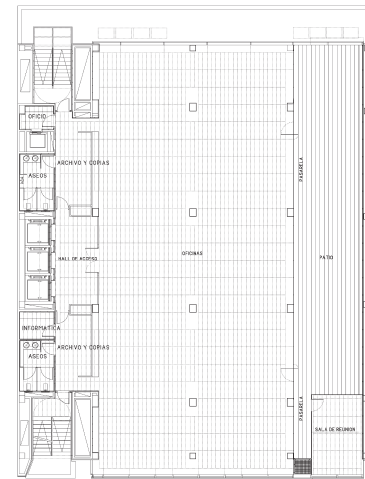 OFICIO
ARCHIVO Y COPIAS
ASEOS
PASARELA
HALL DE ACCESO
OFICINAS
PATIO
INFORMATICA
ARCHIVO Y COPIAS
ASEOS
PASARELA
SALA DE REUNION